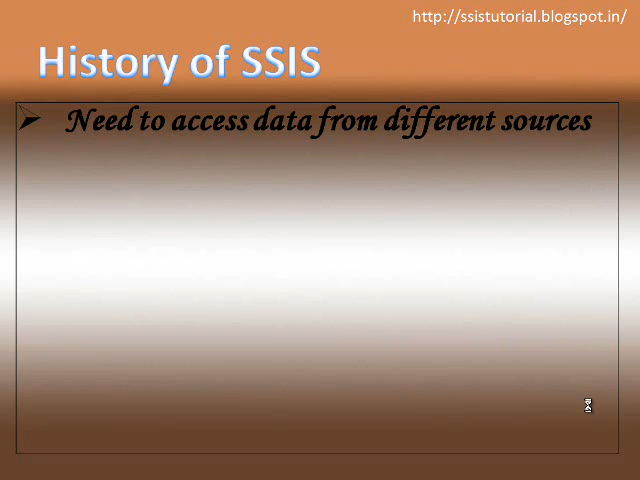 http://ssistutorial.blogspot.in/
History of SSIS
Need to access data from different sources